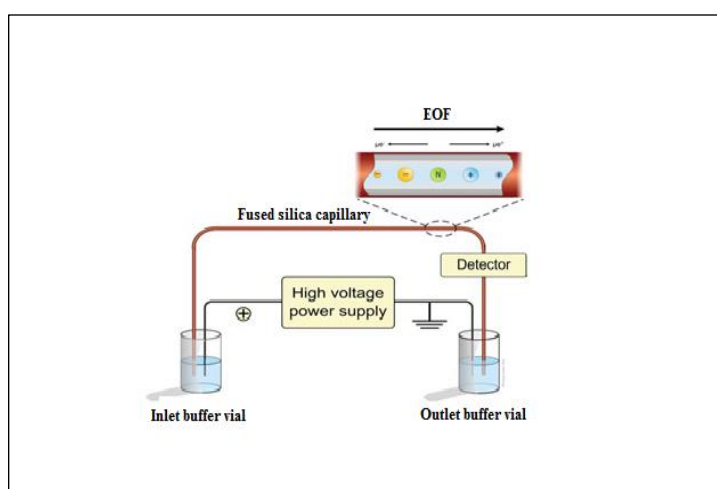 EOF
N
Fused silica capillary
Detector
High voltage
power supply
Inlet buffer vial
Outlet buffer vial